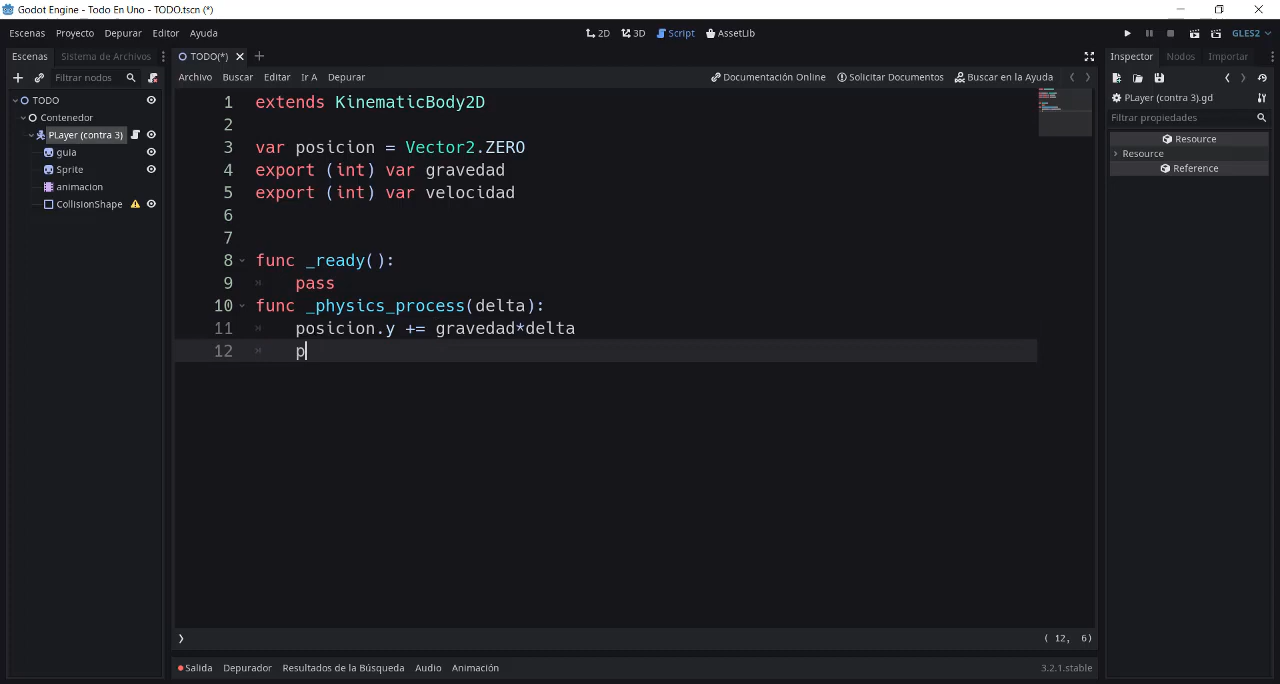 Godot Engine - Todo En Uno - TODO.tscn (*)
Escenas Proyecto Depurar Editor Ayuda 2D 3D Script AssetLib GLES2
Escenas Sistema de Archivos TODO(*) Inspector Nodos Importar
Filtrar nodos Archivo Buscar Editar Ir A Depurar Documentación Online Solicitar Documentos Buscar en la Ayuda
TODO
Contenedor
PLayer (contra 3)
guia
Sprite
animacion
CollisionShape
1 extends KinematicBody2D
2
3 var posicion = Vector2.ZERO
4 export (int) var gravedad
5 export (int) var velocidad
6
7
8 func _ready():
9 pass
10 func _physics_process(delta):
11 posicion.y += gravedad*delta
12 p
( 12, 6)
Salida Depurador Resultados de la Búsqueda Audio Animación 3.2.1.stable
PLayer (contra 3).gd
Filtrar propiedades
Resource
Resource
Reference